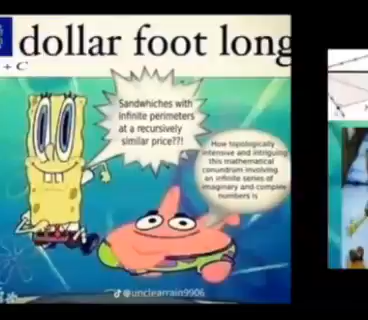 dollar foot long
+ C
Sandwhiches with
infinite perimeters
at a recursively
similar price??!
How topologically
intensive and intriguing
this mathematical
conundrum involving
an infinite series of
imaginary and complex
numbers is
@unclearrain9906